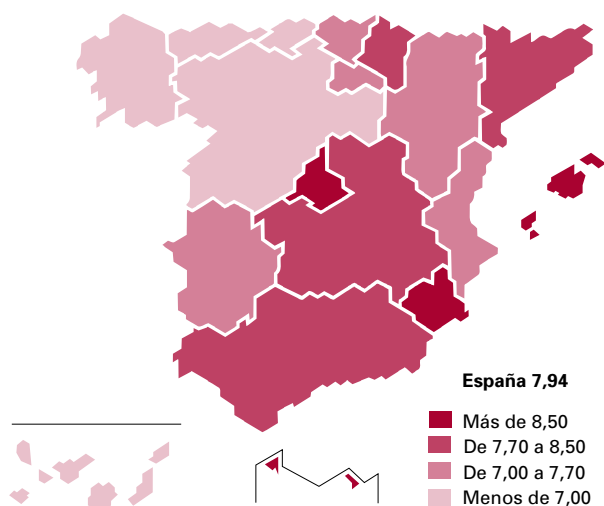 España 7,94
Más de 8,50
De 7,70 a 8,50
De 7,00 a 7,70
Menos de 7,00